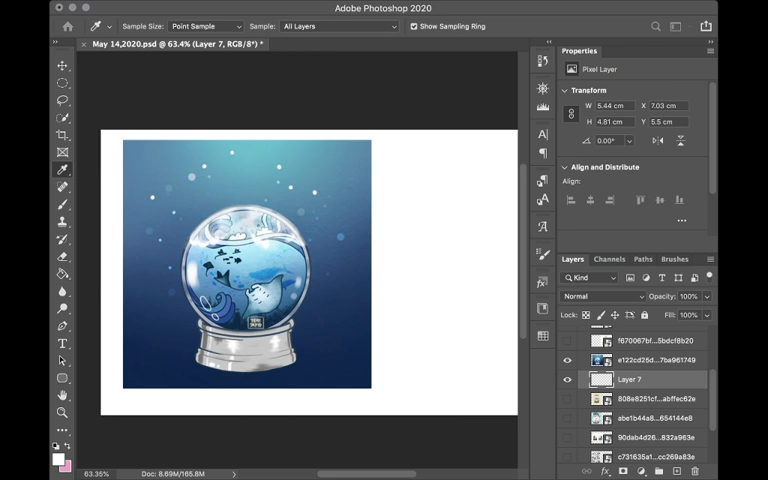 Adobe Photoshop 2020
Sample Size: Point Sample Sample: All Layers Show Sampling Ring
May 14,2020.psd @ 63.4% (Layer 7, RGB/8*) *
Properties
Pixel Layer
Transform
W 5.44 cm X 7.03 cm
H 4.81 cm Y 5.5 cm
0.00°
Align and Distribute
Align:
Layers Channels Paths Brushes
Kind
Normal Opacity: 100%
Lock: Fill: 100%
f670067bf...5bdcf8b20
e122cd25d...7ba961749
Layer 7
808e8251cf...abffec62e
abe1b44a8...654144e8
90dab4d26...832a963e
c731635a1...cc269a83e
63.35% Doc: 8.69M/165.8M